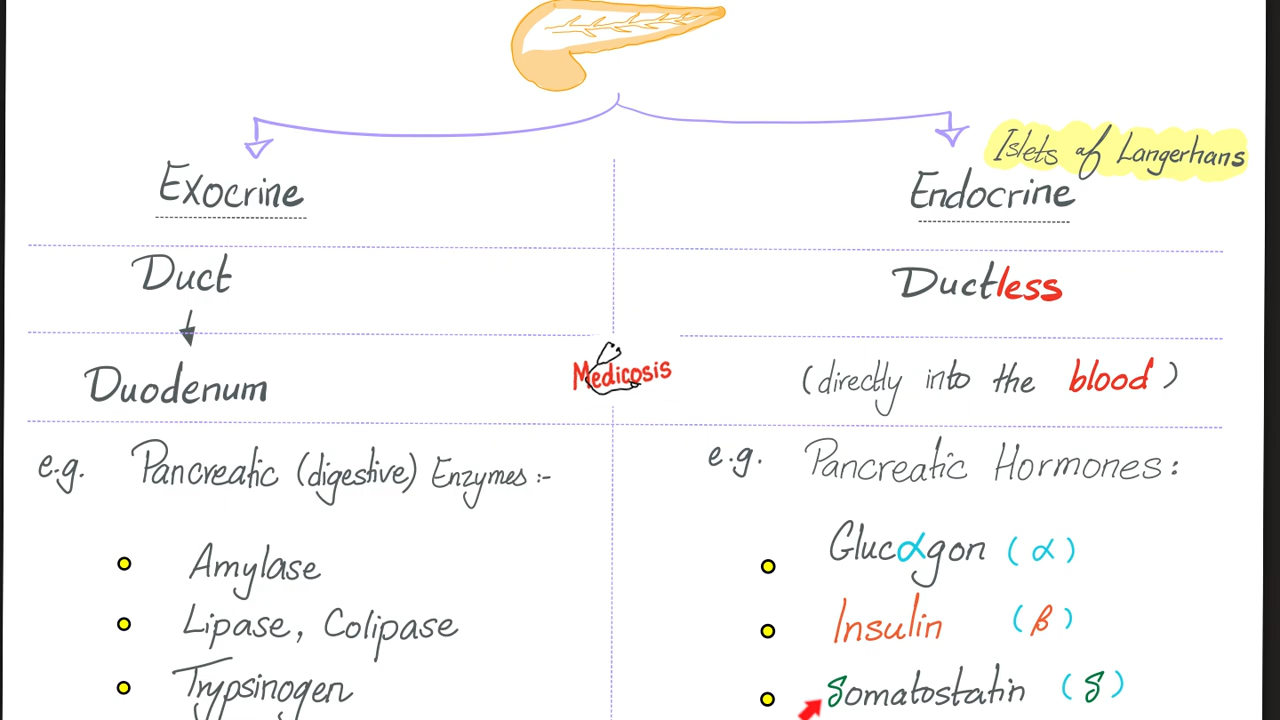 Islets of Langerhans
Exocrine
Endocrine
Duct
Ductless
Duodenum
Medicosis
(directly into the blood)
e.g. Pancreatic (digestive) Enzymes :-
Amylase
Lipase, Colipase
Trypsinogen
e.g. Pancreatic Hormones :
Glucαgon (α)
Insulin (β)
δomatostatin (δ)